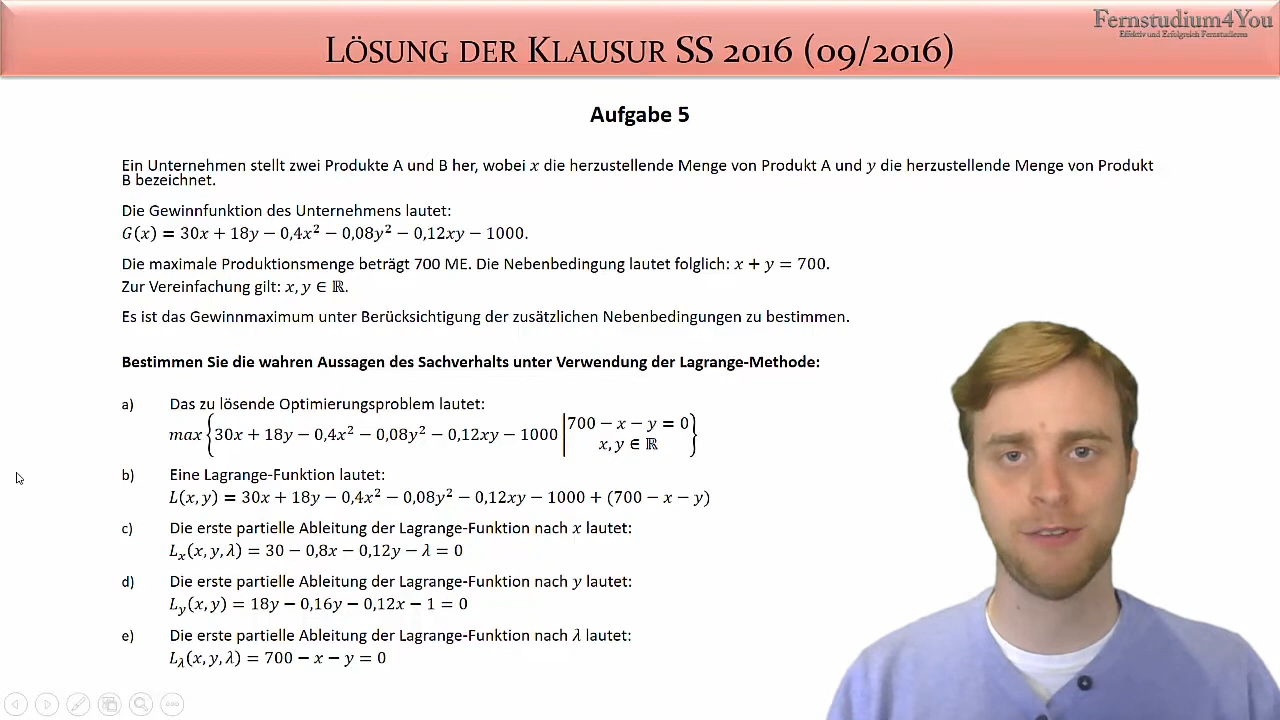 Fernstudium4You
Effektiv und Erfolgreich Fernstudieren
LÖSUNG DER KLAUSUR SS 2016 (09/2016)
Aufgabe 5
Ein Unternehmen stellt zwei Produkte A und B her, wobei x die herzustellende Menge von Produkt A und y die herzustellende Menge von Produkt
B bezeichnet.
Die Gewinnfunktion des Unternehmens lautet:
G(x) = 30x + 18y − 0,4x² − 0,08y² − 0,12xy − 1000.
Die maximale Produktionsmenge beträgt 700 ME. Die Nebenbedingung lautet folglich: x + y = 700.
Zur Vereinfachung gilt: x, y ∈ ℝ.
Es ist das Gewinnmaximum unter Berücksichtigung der zusätzlichen Nebenbedingungen zu bestimmen.
Bestimmen Sie die wahren Aussagen des Sachverhalts unter Verwendung der Lagrange-Methode:
a) Das zu lösende Optimierungsproblem lautet:
max {30x + 18y − 0,4x² − 0,08y² − 0,12xy − 1000 | 700 − x − y = 0
x, y ∈ ℝ}
b) Eine Lagrange-Funktion lautet:
L(x, y) = 30x + 18y − 0,4x² − 0,08y² − 0,12xy − 1000 + (700 − x − y)
c) Die erste partielle Ableitung der Lagrange-Funktion nach x lautet:
Lₓ(x, y, λ) = 30 − 0,8x − 0,12y − λ = 0
d) Die erste partielle Ableitung der Lagrange-Funktion nach y lautet:
L_y(x, y) = 18y − 0,16y − 0,12x − 1 = 0
e) Die erste partielle Ableitung der Lagrange-Funktion nach λ lautet:
L_λ(x, y, λ) = 700 − x − y = 0